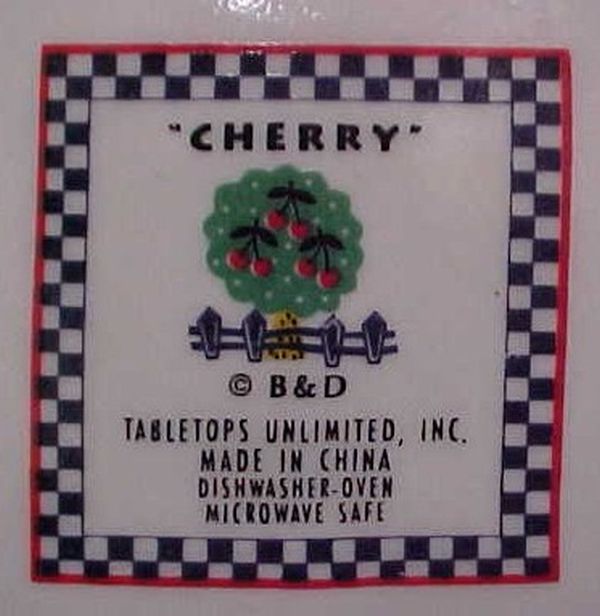 "CHERRY"
© B & D
TABLETOPS UNLIMITED, INC.
MADE IN CHINA
DISHWASHER-OVEN
MICROWAVE SAFE